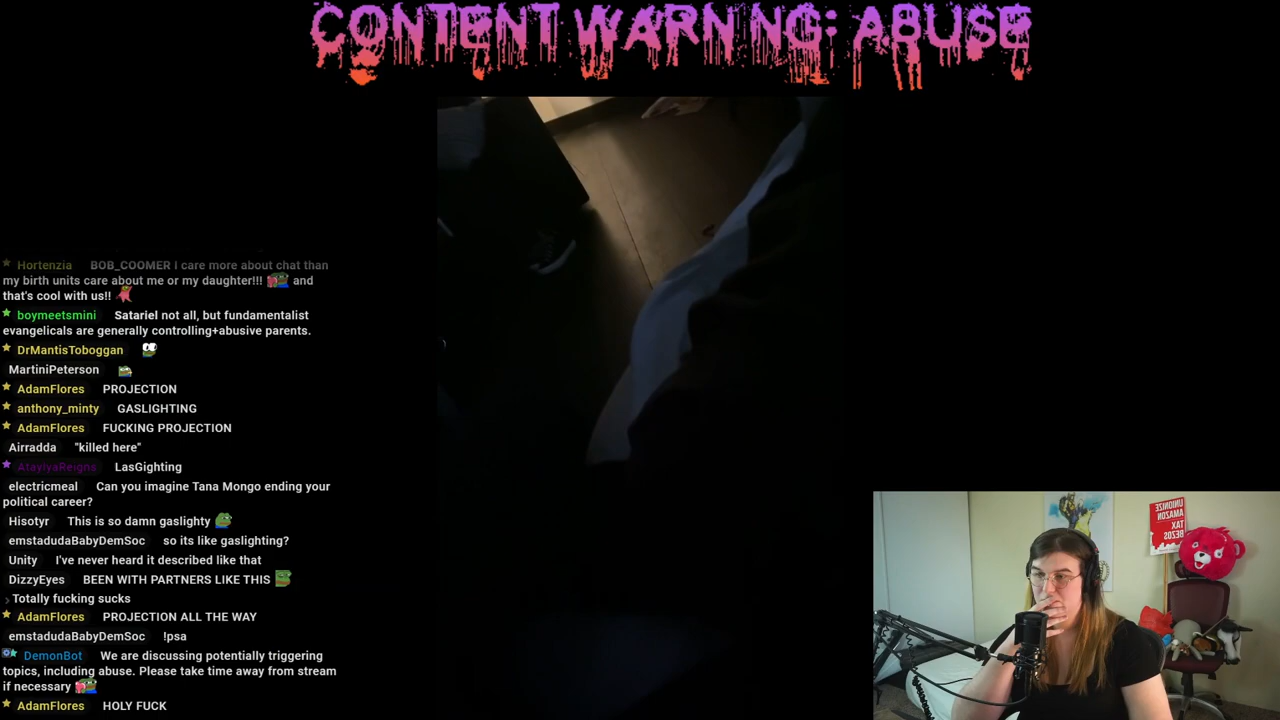 CONTENT WARNING: ABUSE
Hortenzia BOB_COOMER I care more about chat than
my birth units care about me or my daughter!!! and
that's cool with us!!
boymeetsmini Satariel not all, but fundamentalist
evangelicals are generally controlling+abusive parents.
DrMantisToboggan
MartiniPeterson
AdamFlores PROJECTION
anthony_minty GASLIGHTING
AdamFlores FUCKING PROJECTION
Airradda "killed here"
AtayiyaReigns LasGighting
electricmeal Can you imagine Tana Mongo ending your
political career?
Hisotyr This is so damn gaslighty
emstadudaBabyDemSoc so its like gaslighting?
Unity I've never heard it described like that
DizzyEyes BEEN WITH PARTNERS LIKE THIS
> Totally fucking sucks
AdamFlores PROJECTION ALL THE WAY
emstadudaBabyDemSoc !psa
DemonBot We are discussing potentially triggering
topics, including abuse. Please take time away from stream
if necessary
AdamFlores HOLY FUCK
UNIONIZE
AMAZON
TAX
BEZOS